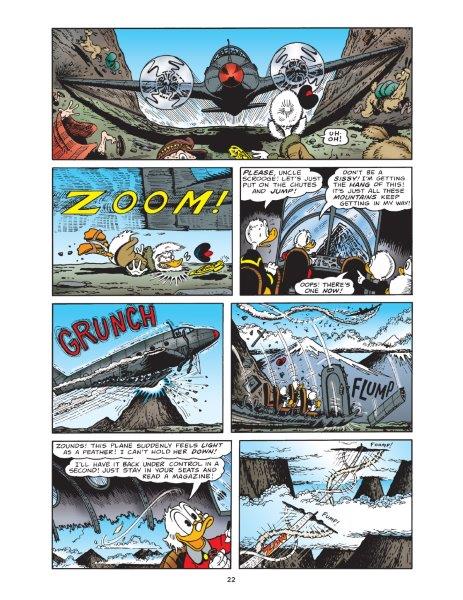 UH-
OH!
ZOOM!
PLEASE, UNCLE
SCROOGE! LET'S JUST
PUT ON THE CHUTES
AND JUMP!
DON'T BE A
SISSY! I'M GETTING
THE HANG OF THIS!
IT'S JUST ALL THESE
MOUNTAINS KEEP
GETTING IN MY WAY!
OOPS! THERE'S
ONE NOW!
GRUNCH
FLUMP
ZOUNDS! THIS PLANE SUDDENLY FEELS LIGHT
AS A FEATHER! I CAN'T HOLD HER DOWN!
I'LL HAVE IT BACK UNDER CONTROL IN A
SECOND! JUST STAY IN YOUR SEATS AND
READ A MAGAZINE!
FUMP!
22